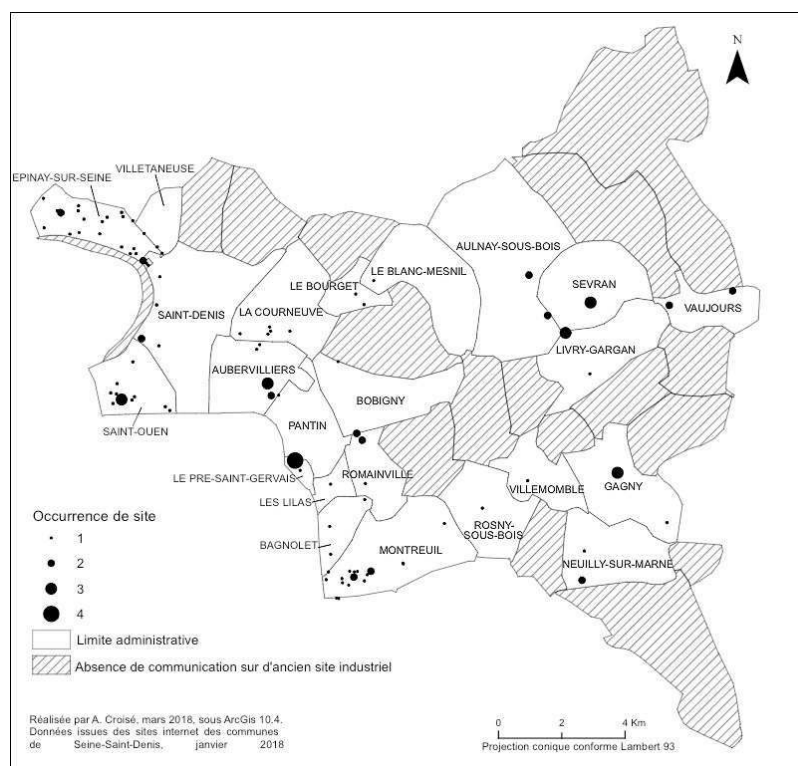 N
VILLETANEUSE
EPINAY-SUR-SEINE
AULNAY-SOUS-BOIS
LE BLANC-MESNIL
LE BOURGET
SEVRAN
VAUJOURS
SAINT-DENIS
LA COURNEUVE
LIVRY-GARGAN
AUBERVILLIERS
BOBIGNY
PANTIN
SAINT-OUEN
LE PRE-SAINT-GERVAIS
ROMAINVILLE
VILLEMOMBLE
GAGNY
LES LILAS
ROSNY-
SOUS-BOIS
BAGNOLET
MONTREUIL
NEUILLY-SUR-MARNE
Occurrence de site
1
2
3
4
Limite administrative
Absence de communication sur d'ancien site industriel
Réalisée par A. Croisé, mars 2018, sous ArcGis 10.4.
Données issues des sites internet des communes
de Seine-Saint-Denis, janvier 2018
0 2 4 Km
Projection conique conforme Lambert 93